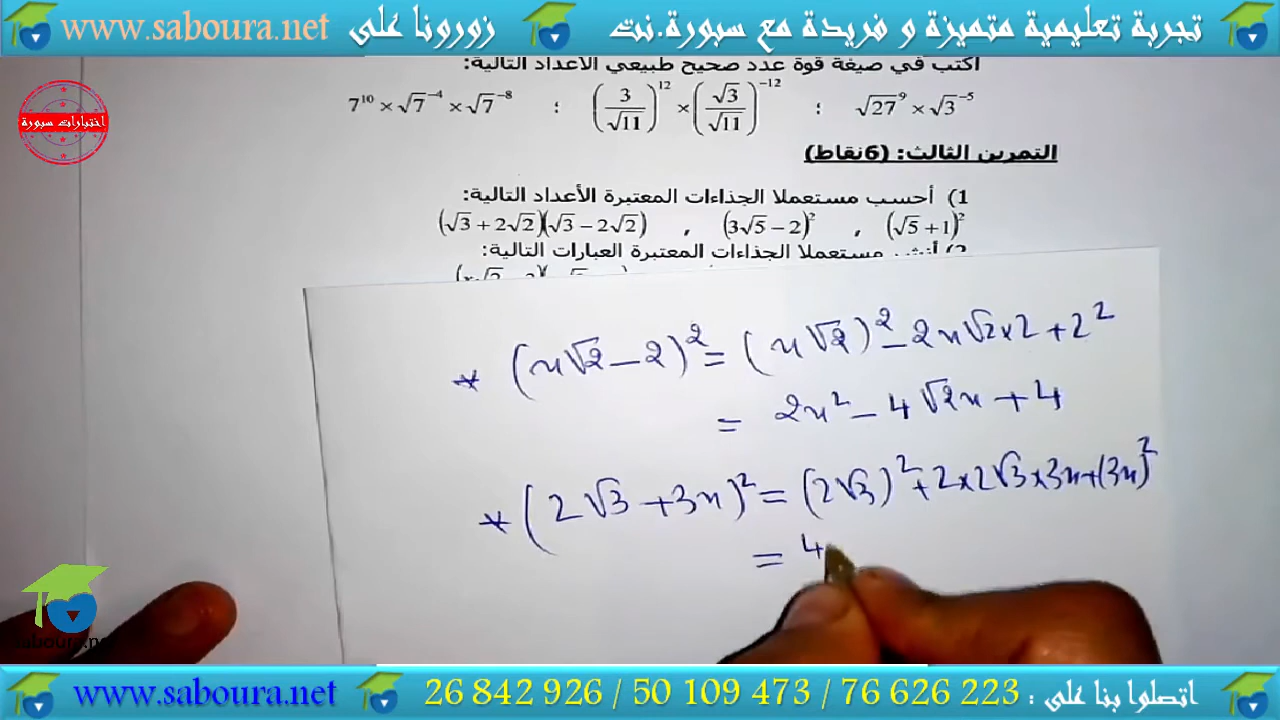 تجربة تعليمية متميزة و فريدة مع سبورة.نت زورونا على www.saboura.net
اكتب في صيغة قوة عدد صحيح طبيعي الأعداد التالية:
√27⁹ × √3⁻⁵ ؛ (3/√11)¹² × (√3/√11)⁻¹² ؛ 7¹⁰ × √7⁻⁴ × √7⁻⁸
اختبارات سبورة
التمرين الثالث: (6نقاط)
1) أحسب مستعملا الجذاءات المعتبرة الأعداد التالية:
(√5+1)² , (3√5−2)² , (√3+2√2)(√3−2√2)
2) أنشر مستعملا الجذاءات المعتبرة العبارات التالية:
* (x√2 − 2)² = (x√2)² − 2x√2×2 + 2²
= 2x² − 4√2x + 4
* (2√3 + 3x)² = (2√3)² + 2×2√3×3x+(3x)²
= 4
saboura.net
اتصلوا بنا على : 26 842 926 / 50 109 473 / 76 626 223 www.saboura.net